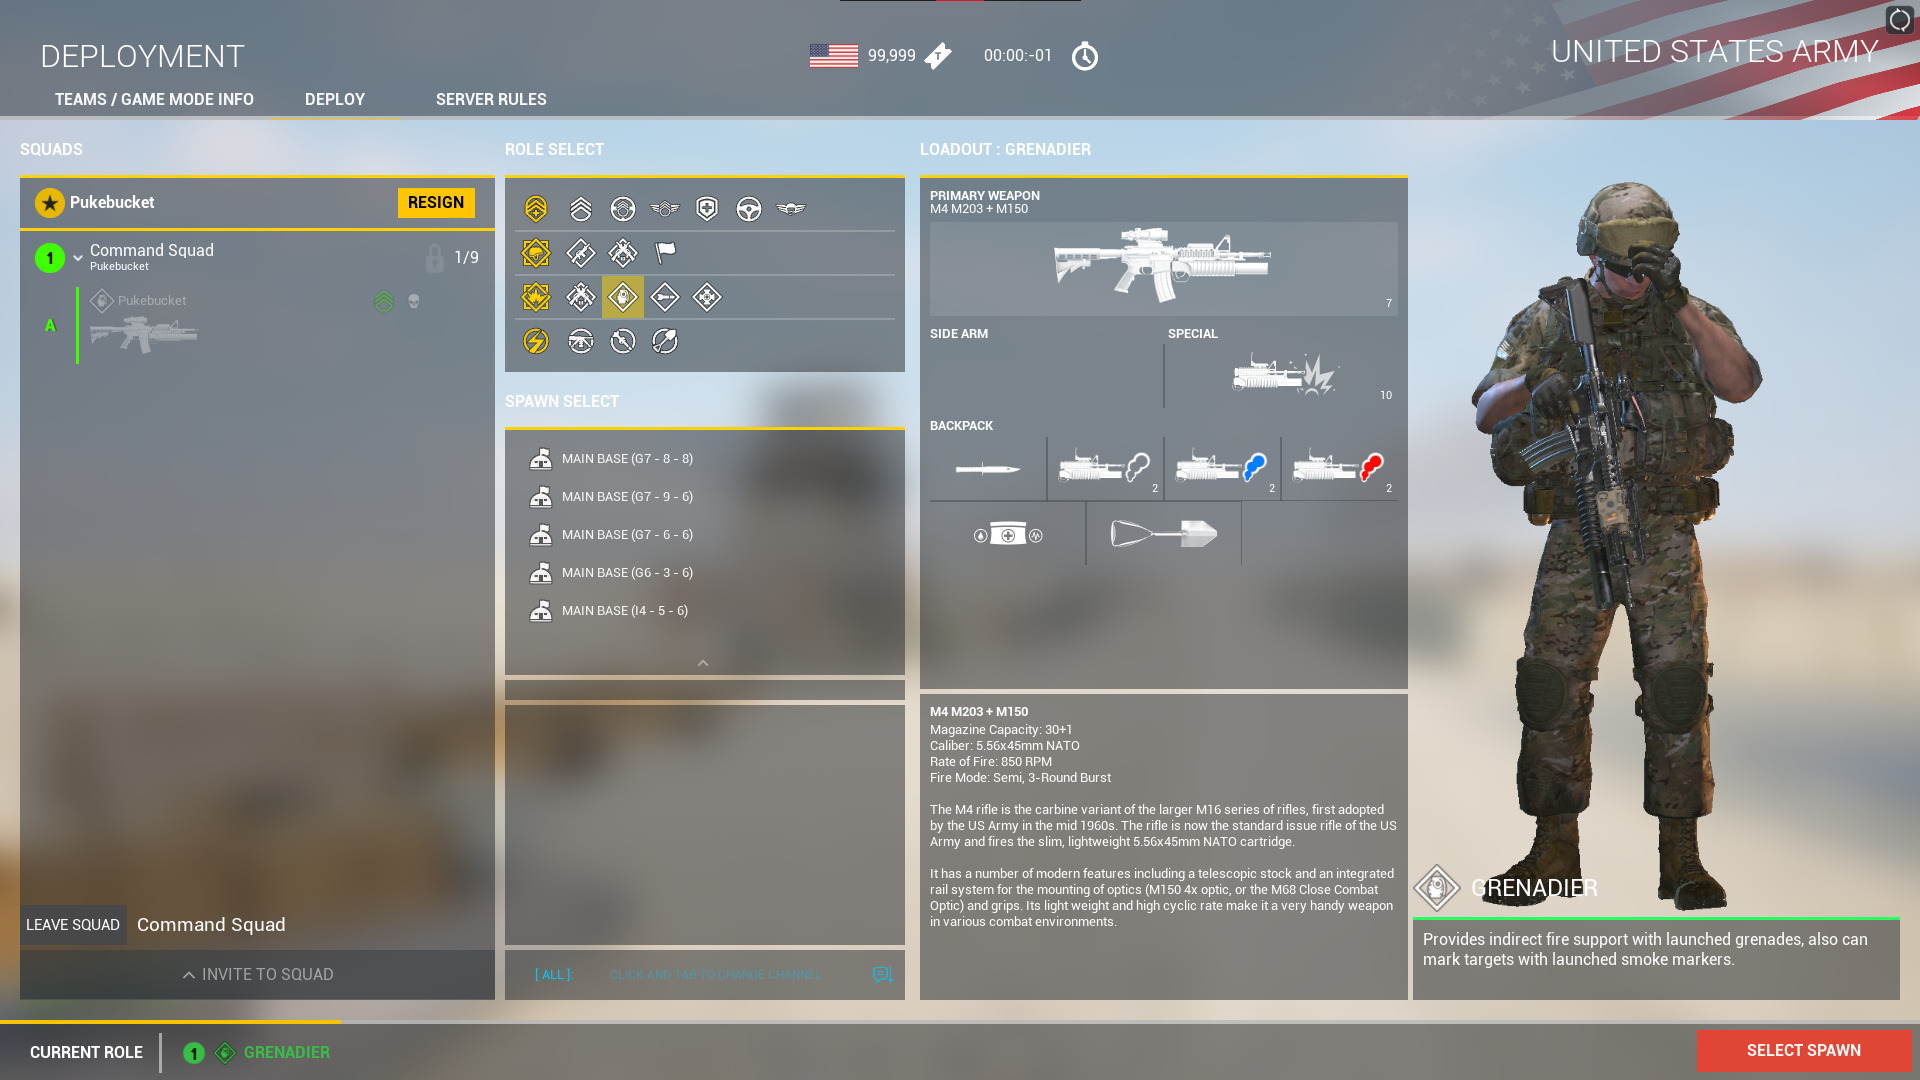 DEPLOYMENT
99,999
00:00:-01
UNITED STATES ARMY
TEAMS / GAME MODE INFO
DEPLOY
SERVER RULES
SQUADS
Pukebucket
RESIGN
1
Command Squad
Pukebucket
1/9
A
Pukebucket
LEAVE SQUAD
Command Squad
INVITE TO SQUAD
ROLE SELECT
SPAWN SELECT
MAIN BASE (G7 - 8 - 8)
MAIN BASE (G7 - 9 - 6)
MAIN BASE (G7 - 6 - 6)
MAIN BASE (G6 - 3 - 6)
MAIN BASE (I4 - 5 - 6)
[ ALL ]:
CLICK AND TAB TO CHANGE CHANNEL
LOADOUT : GRENADIER
PRIMARY WEAPON
M4 M203 + M150
7
SIDE ARM
SPECIAL
10
BACKPACK
2
2
2
M4 M203 + M150
Magazine Capacity: 30+1
Caliber: 5.56x45mm NATO
Rate of Fire: 850 RPM
Fire Mode: Semi, 3-Round Burst
The M4 rifle is the carbine variant of the larger M16 series of rifles, first adopted
by the US Army in the mid 1960s. The rifle is now the standard issue rifle of the US
Army and fires the slim, lightweight 5.56x45mm NATO cartridge.
It has a number of modern features including a telescopic stock and an integrated
rail system for the mounting of optics (M150 4x optic, or the M68 Close Combat
Optic) and grips. Its light weight and high cyclic rate make it a very handy weapon
in various combat environments.
GRENADIER
Provides indirect fire support with launched grenades, also can
mark targets with launched smoke markers.
CURRENT ROLE
1
GRENADIER
SELECT SPAWN